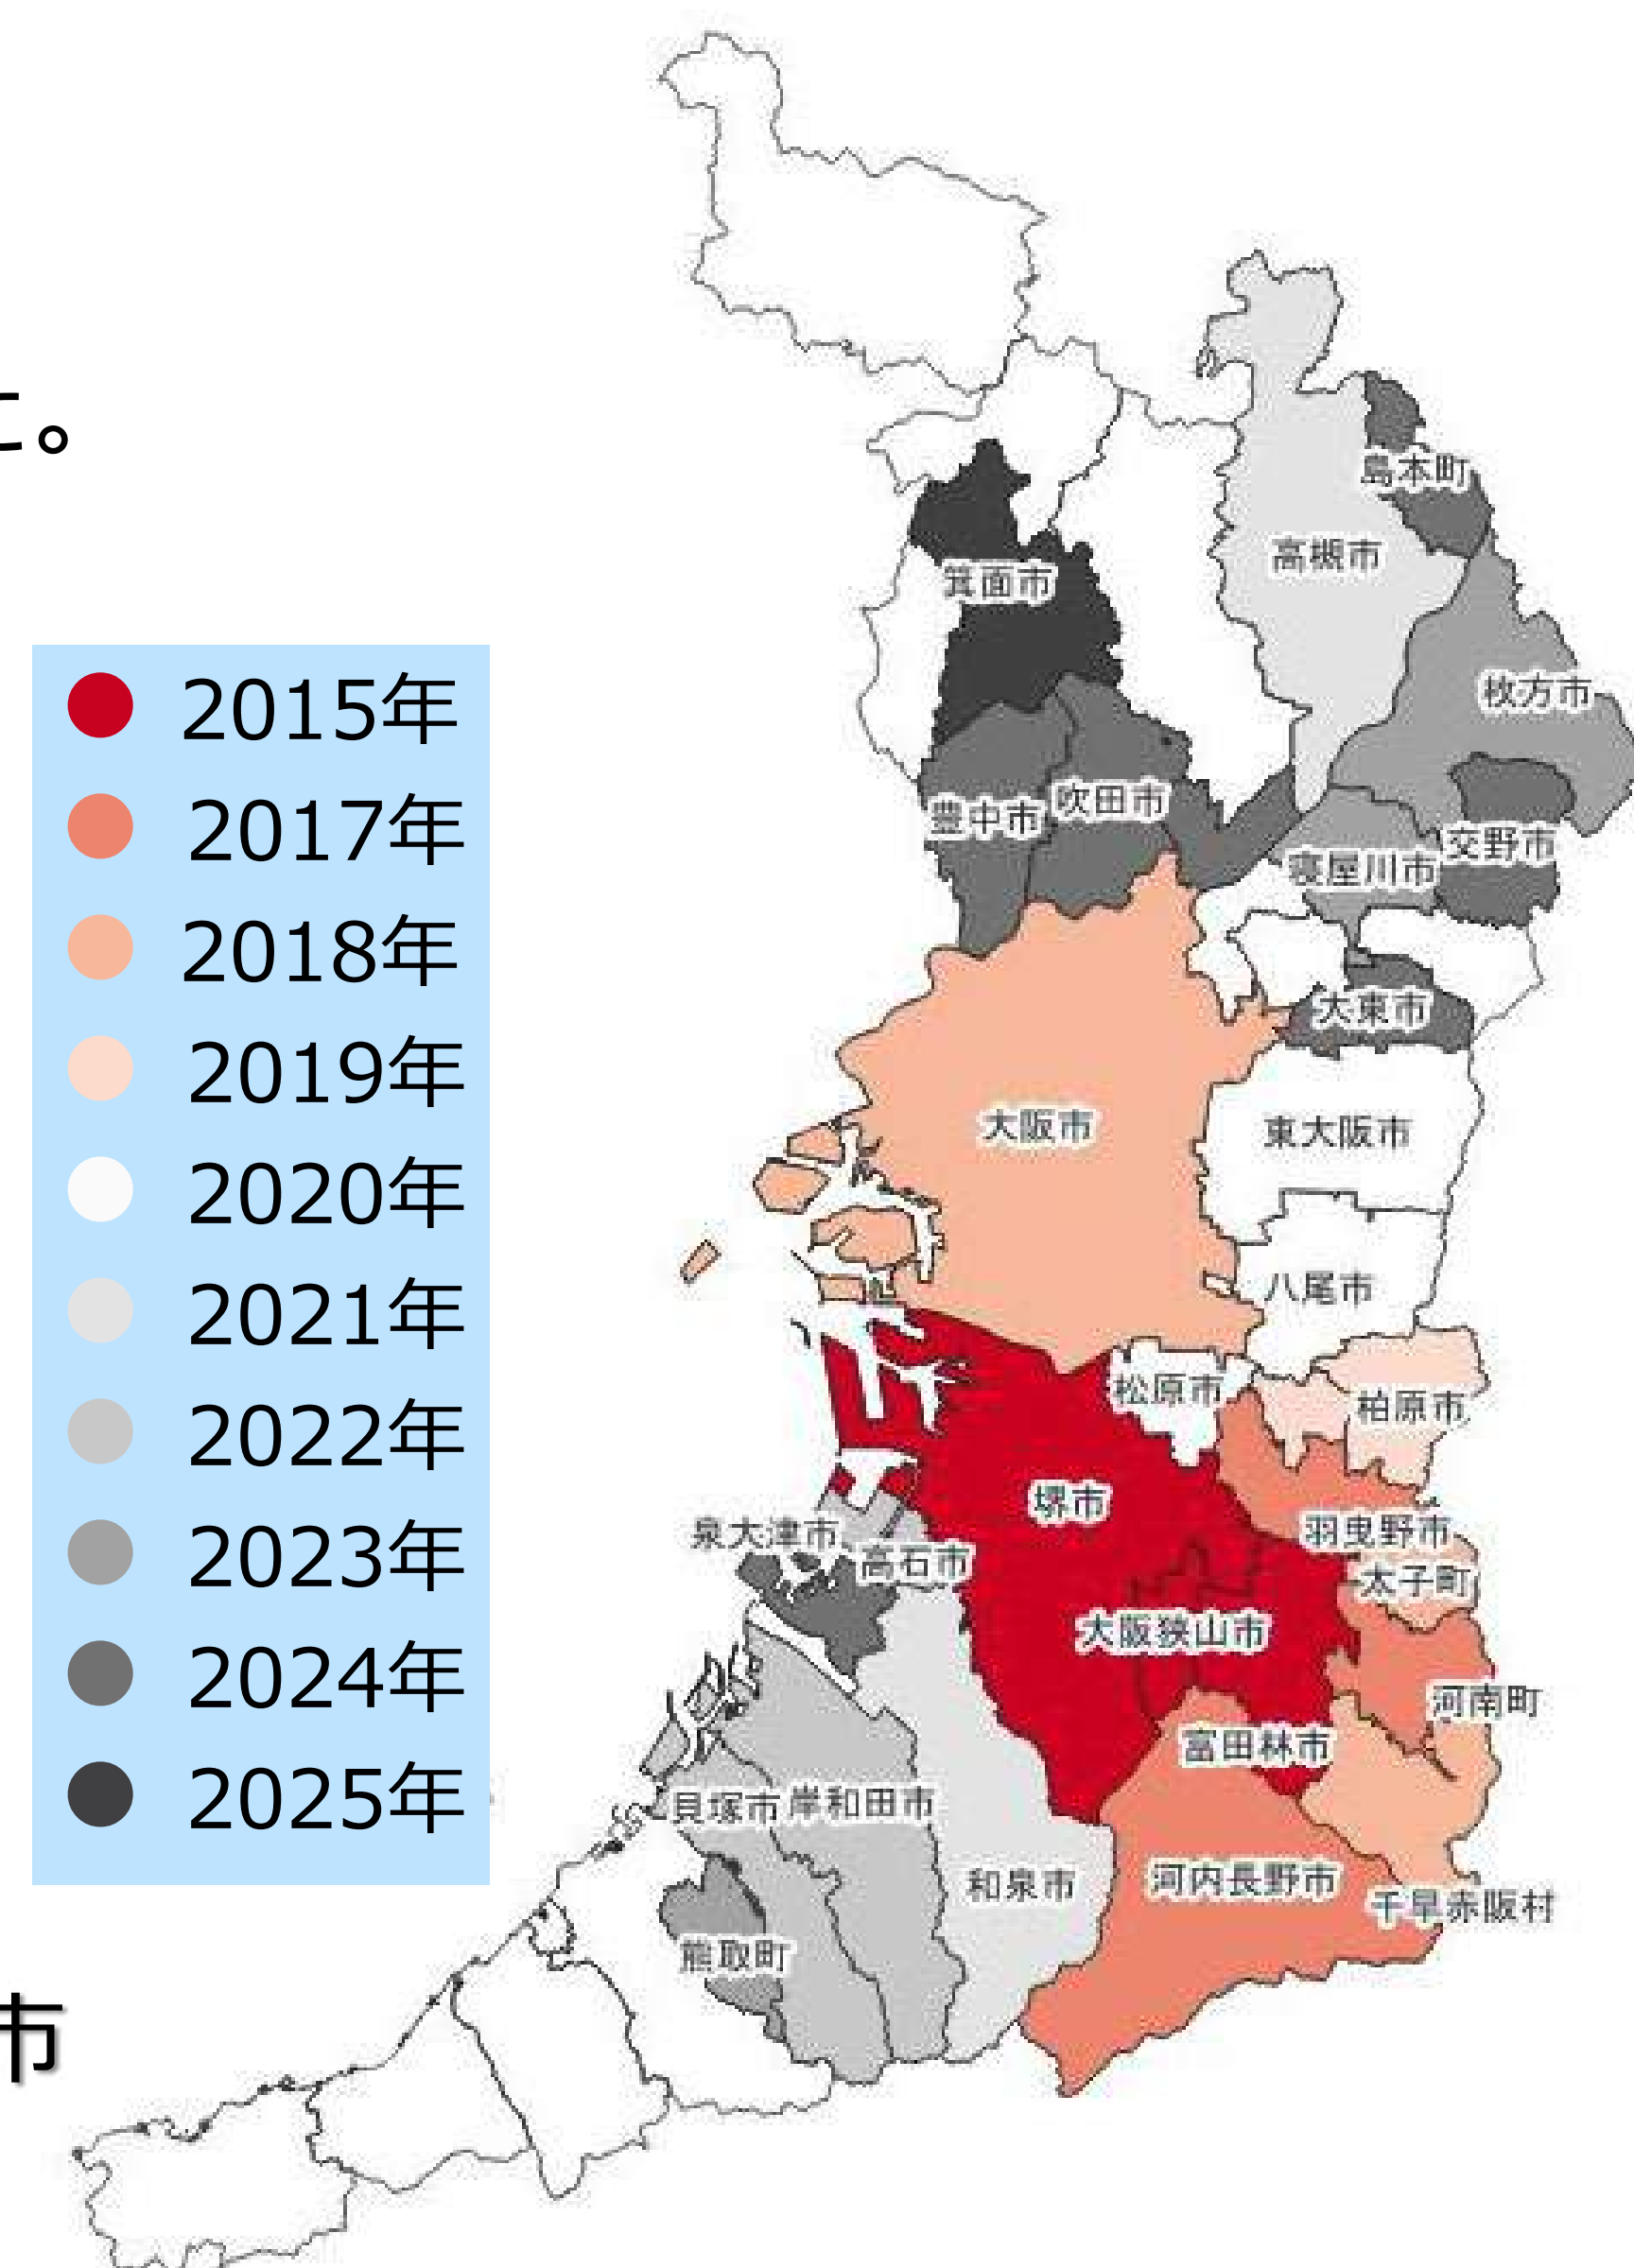 た。
2015年
2017年
2018年
2019年
2020年
2021年
2022年
2023年
2024年
2025年
市
島本町
高槻市
箕面市
枚方市
吹田市
豊中市
交野市
寝屋川市
大東市
大阪市
東大阪市
八尾市
松原市
柏原市
堺市
羽曳野市
泉大津市
高石市
太子町
大阪狭山市
河南町
富田林市
貝塚市
岸和田市
河内長野市
和泉市
千早赤阪村
熊取町